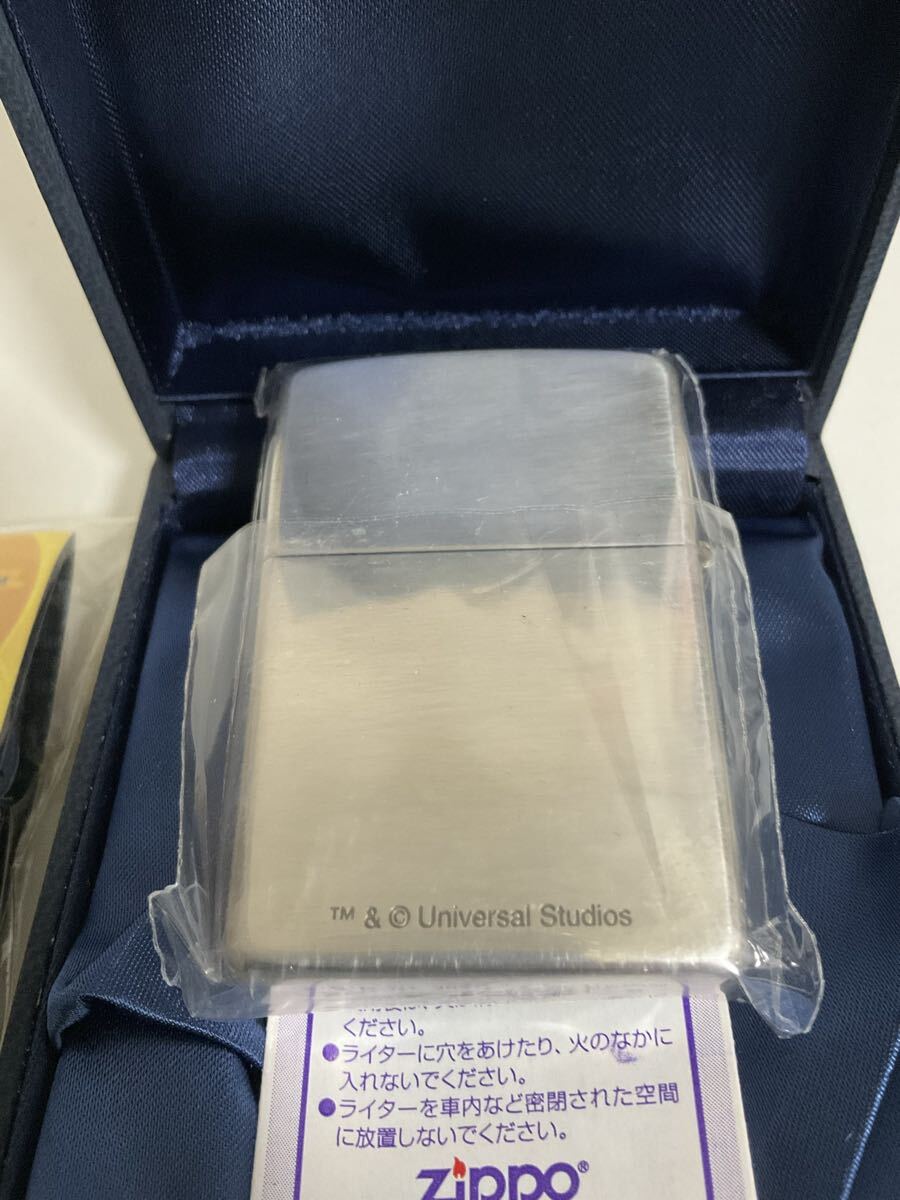 ™ & © Universal Studios
ください。
●ライターに穴をあけたり、火のなかに
入れないでください。
●ライターを車内など密閉された空間
に放置しないでください。
zippo®